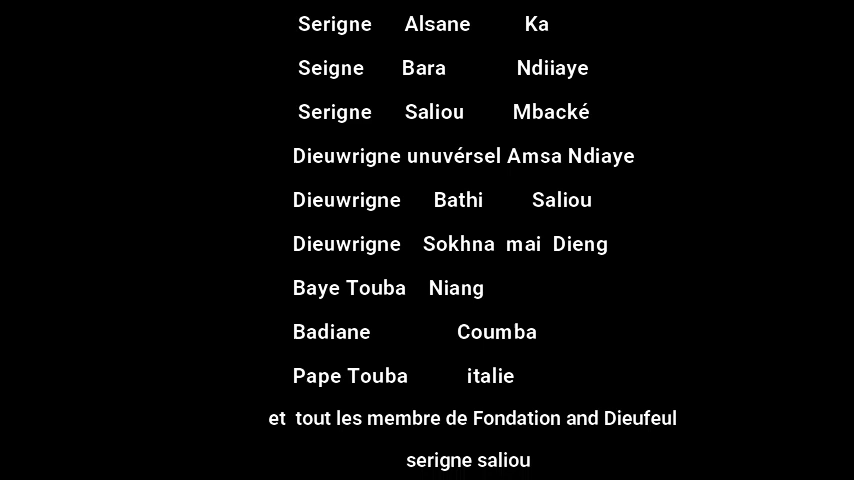 Serigne Alsane Ka
Seigne Bara Ndiiaye
Serigne Saliou Mbacké
Dieuwrigne unuvérsel Amsa Ndiaye
Dieuwrigne Bathi Saliou
Dieuwrigne Sokhna mai Dieng
Baye Touba Niang
Badiane Coumba
Pape Touba italie
et tout les membre de Fondation and Dieufeul
serigne saliou